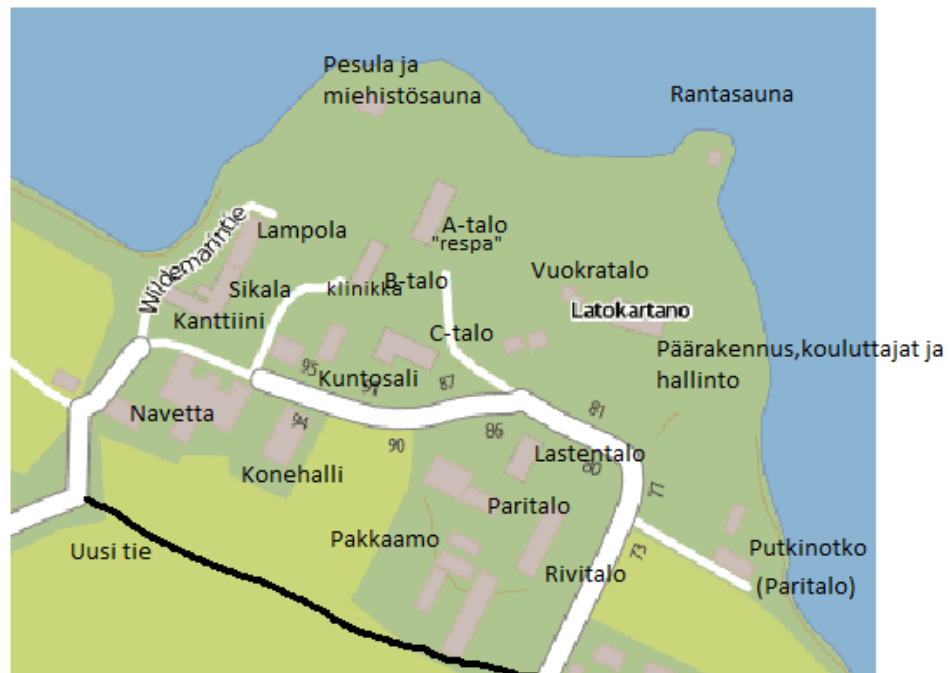 Pesula ja
miehistösauna
Rantasauna
Wildemarintie
Lampola
A-talo
"respa"
Vuokratalo
Sikala
klinikka
B-talo
Kanttiini
Latokartano
C-talo
Päärakennus,kouluttajat ja
hallinto
95
91
87
Kuntosali
81
Navetta
94
90
86
Lastentalo
80
Konehalli
77
Paritalo
Pakkaamo
73
Putkinotko
(Paritalo)
Uusi tie
Rivitalo